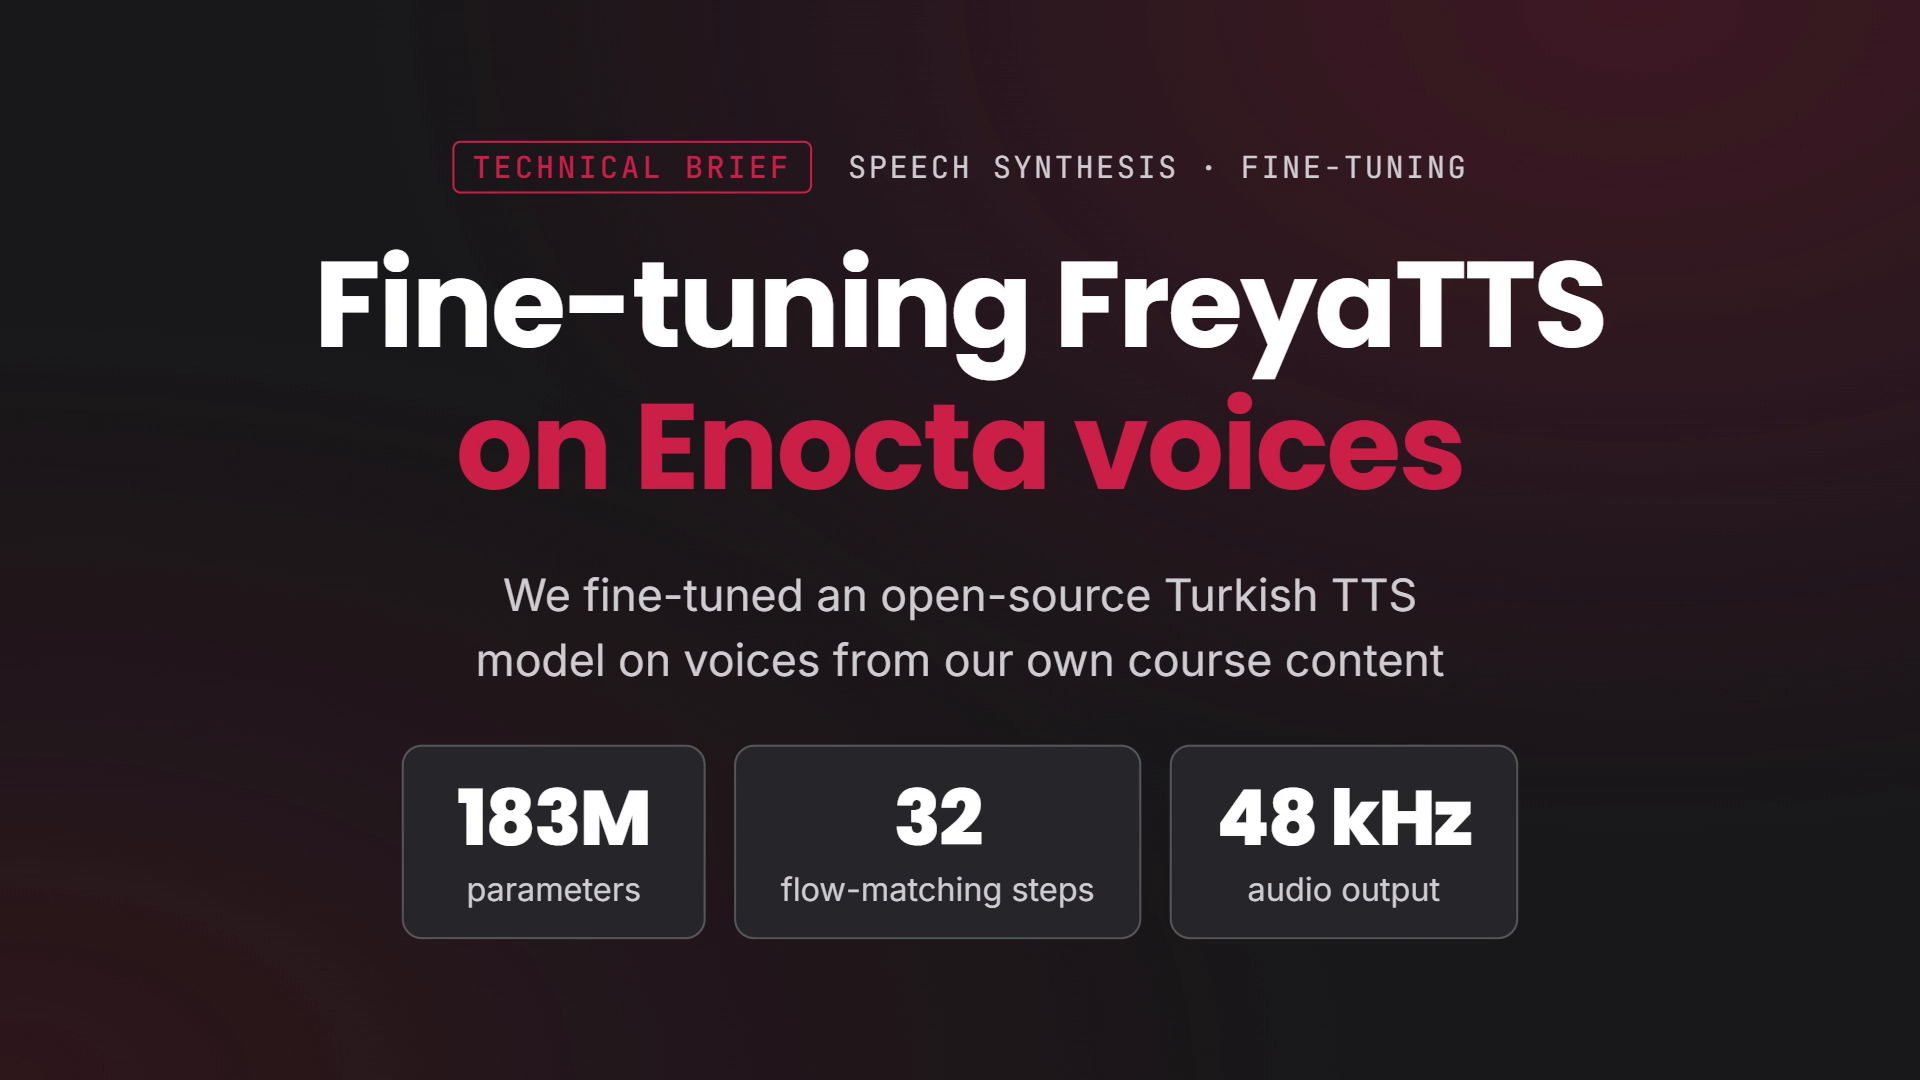 TECHNICAL BRIEF SPEECH SYNTHESIS · FINE-TUNING
Fine-tuning FreyaTTS
on Enocta voices
We fine-tuned an open-source Turkish TTS
model on voices from our own course content
183M 32 48 kHz
parameters flow-matching steps audio output